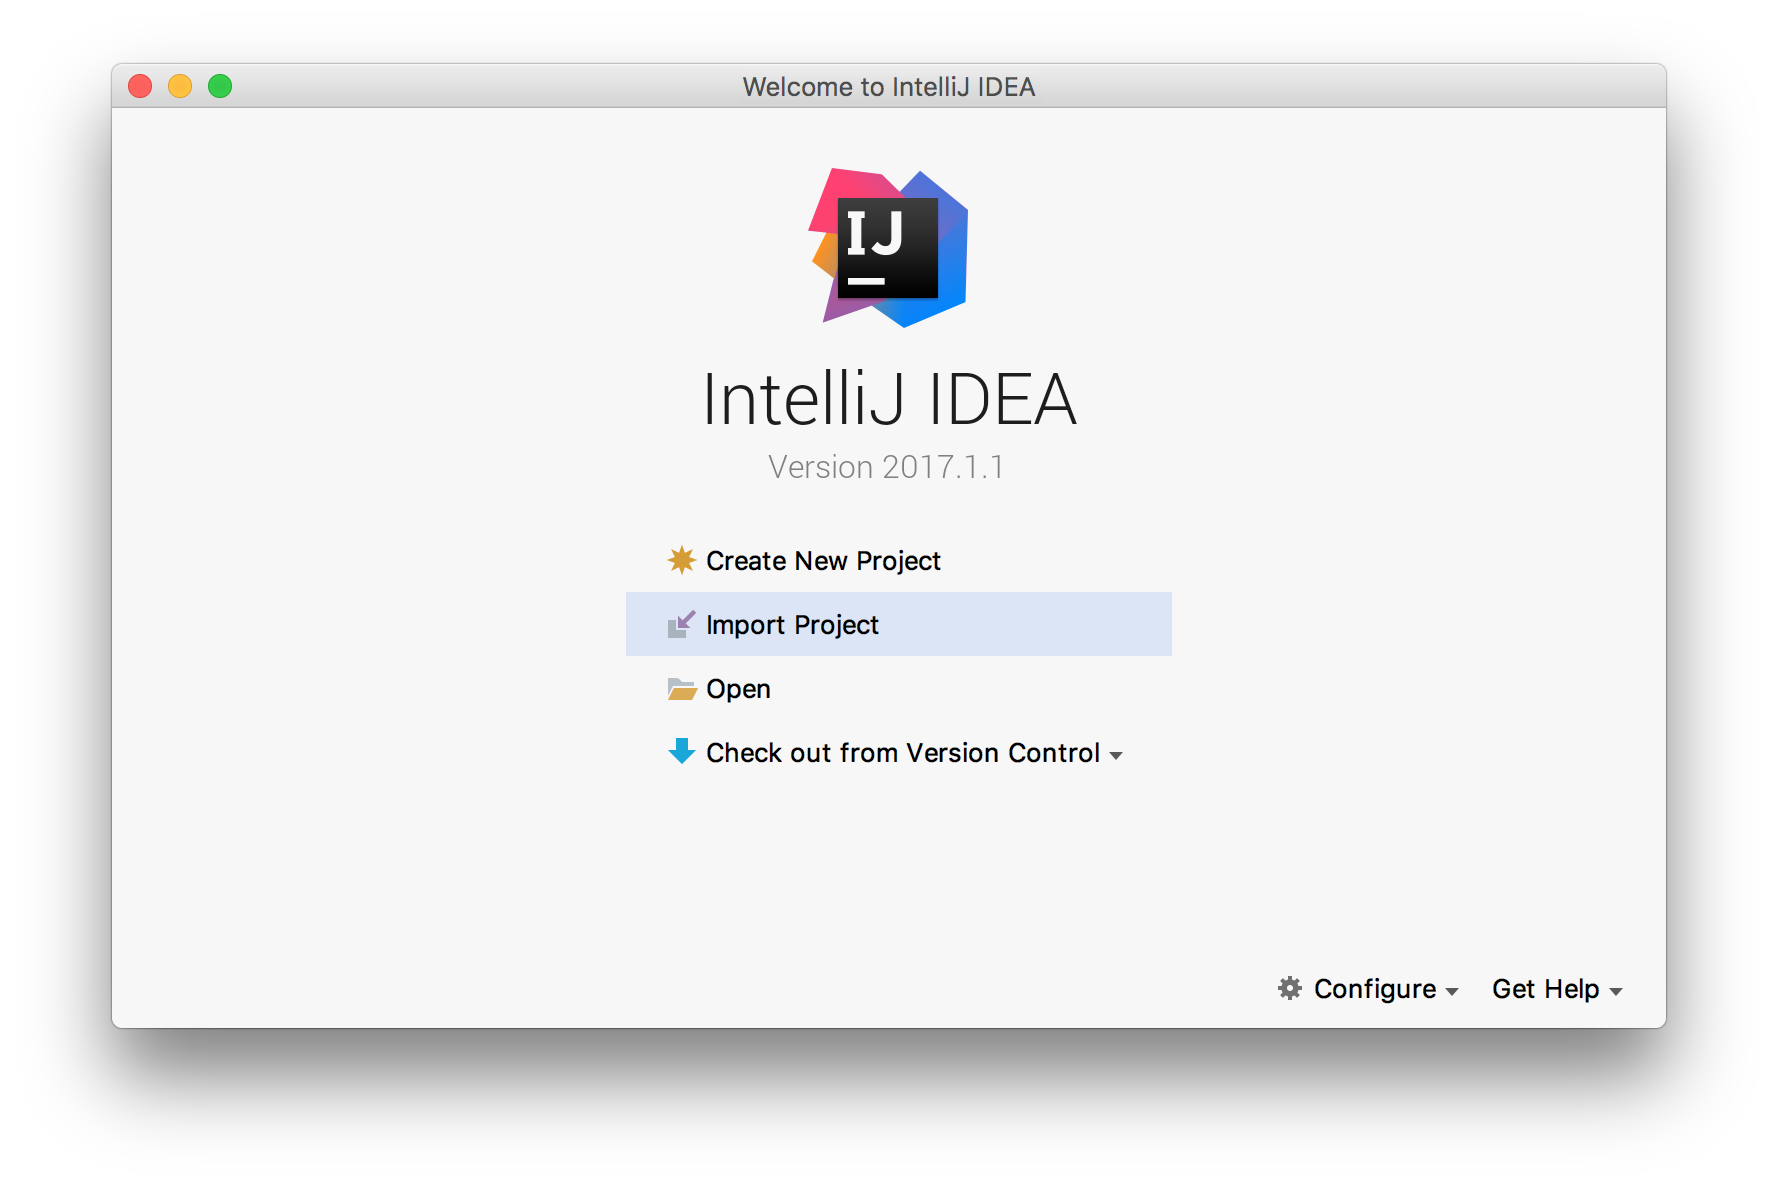 Welcome to IntelliJ IDEA
IJ
IntelliJ IDEA
Version 2017.1.1
Create New Project
Import Project
Open
Check out from Version Control
Configure Get Help